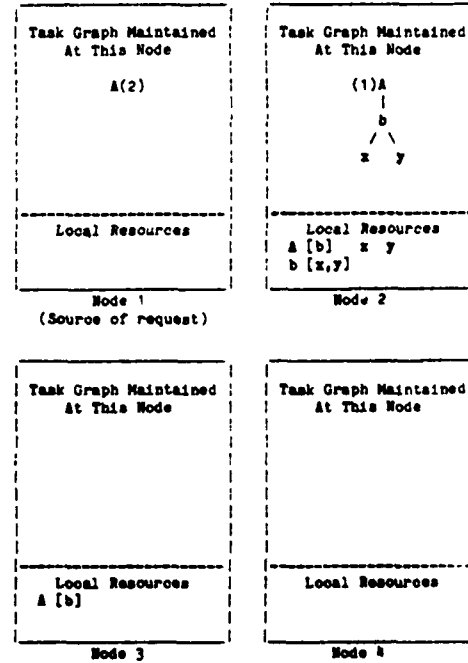 Task Graph Maintained
At This Node
A(2)
Local Resources
Node 1
(Source of request)
Task Graph Maintained
At This Node
(1)A
b
x y
Local Resources
A [b] x y
b [x,y]
Node 2
Task Graph Maintained
At This Node
Local Resources
A [b]
Node 3
Task Graph Maintained
At This Node
Local Resources
Node 4